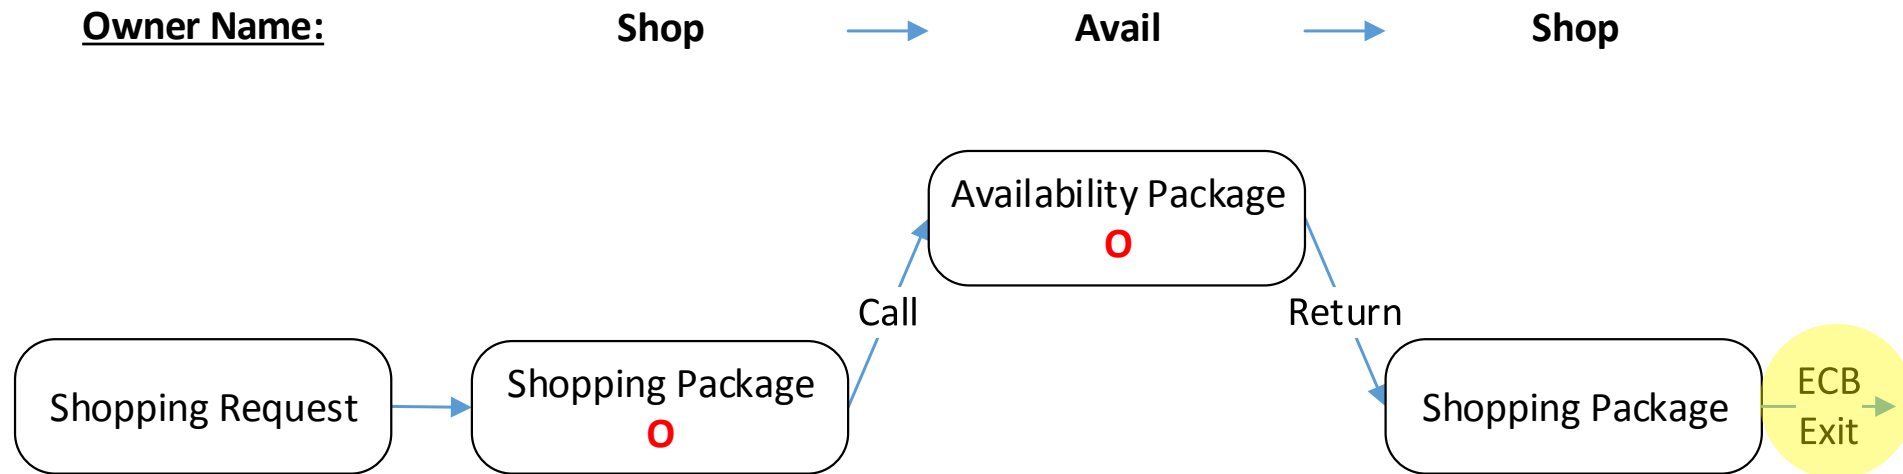 Owner Name: Shop Avail Shop
Availability Package
O
Call
Return
Shopping Request
Shopping Package
O
Shopping Package
ECB
Exit